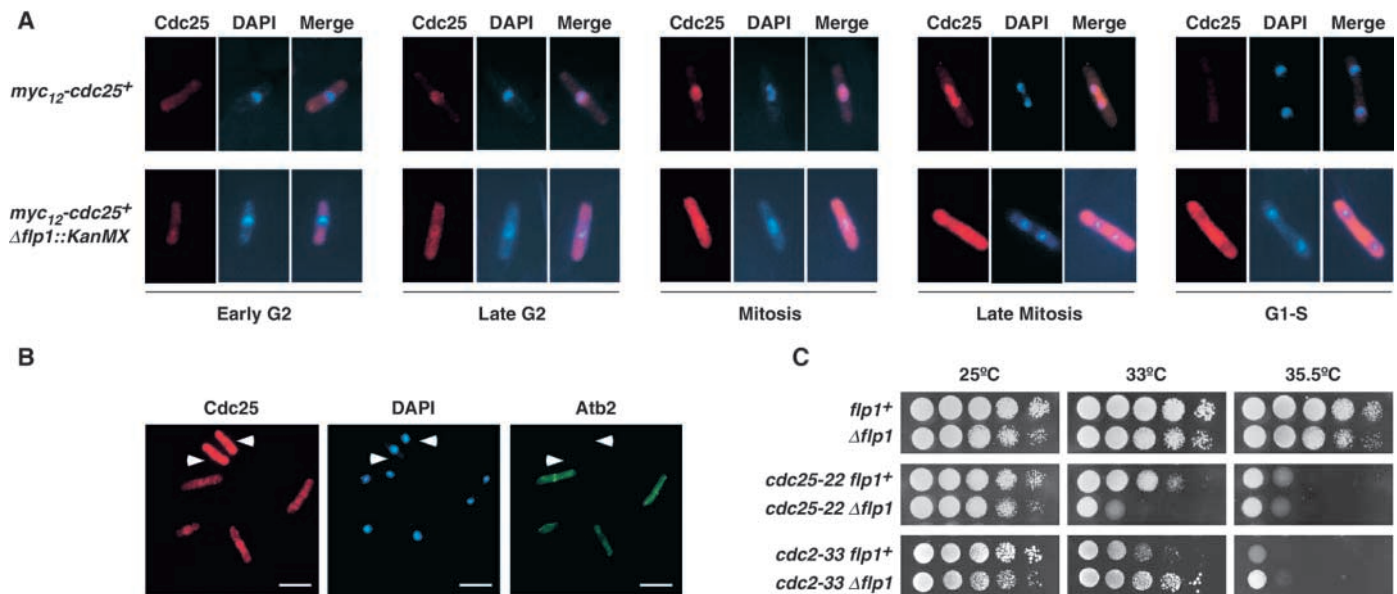 A
Cdc25 DAPI Merge Cdc25 DAPI Merge Cdc25 DAPI Merge Cdc25 DAPI Merge Cdc25 DAPI Merge
myc12-cdc25+
myc12-cdc25+
Δflp1::KanMX
Early G2 Late G2 Mitosis Late Mitosis G1-S
B
Cdc25 DAPI Atb2
C
25ºC 33ºC 35.5ºC
flp1+
Δflp1
cdc25-22 flp1+
cdc25-22 Δflp1
cdc2-33 flp1+
cdc2-33 Δflp1